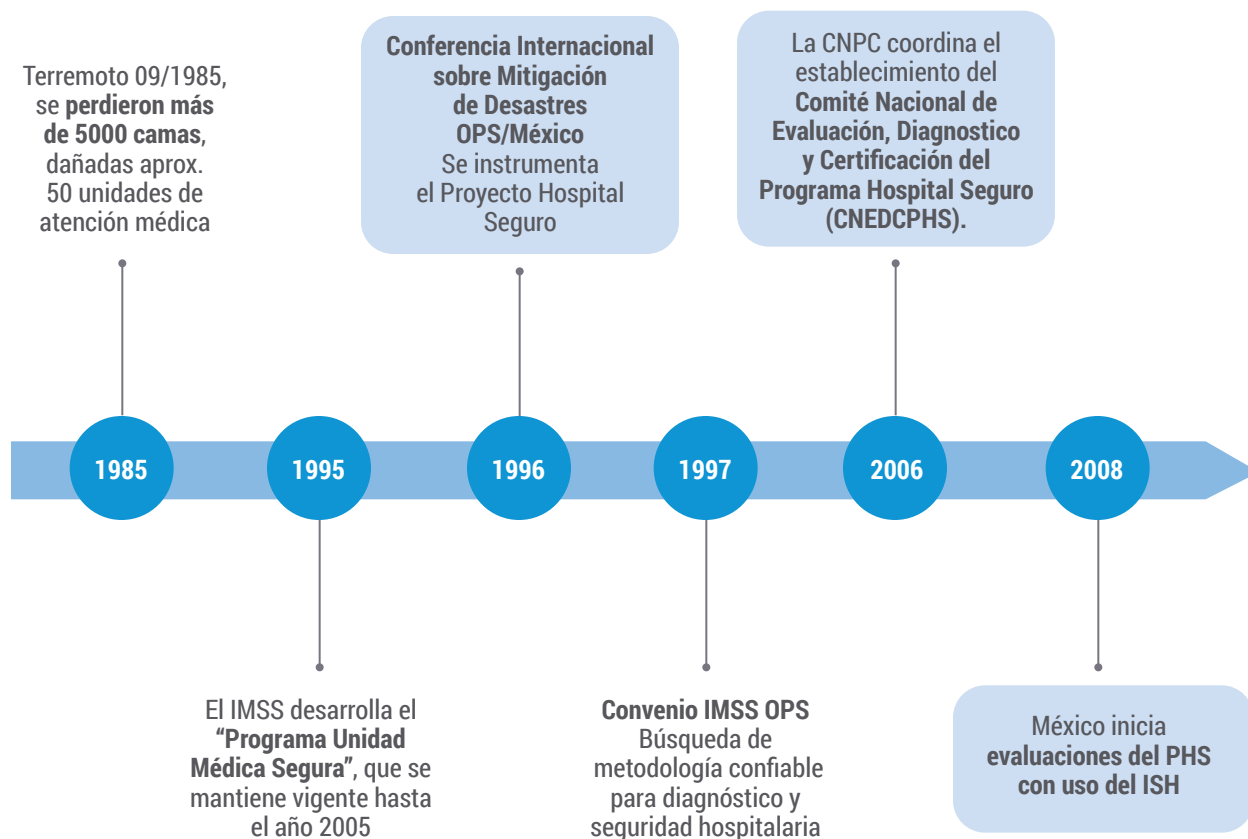 Terremoto 09/1985,
se perdieron más
de 5000 camas,
dañadas aprox.
50 unidades de
atención médica
Conferencia Internacional
sobre Mitigación
de Desastres
OPS/México
Se instrumenta
el Proyecto Hospital
Seguro
La CNPC coordina el
establecimiento del
Comité Nacional de
Evaluación, Diagnostico
y Certificación del
Programa Hospital Seguro
(CNEDCPHS).
1985
1995
1996
1997
2006
2008
El IMSS desarrolla el
“Programa Unidad
Médica Segura”, que se
mantiene vigente hasta
el año 2005
Convenio IMSS OPS
Búsqueda de
metodología confiable
para diagnóstico y
seguridad hospitalaria
México inicia
evaluaciones del PHS
con uso del ISH